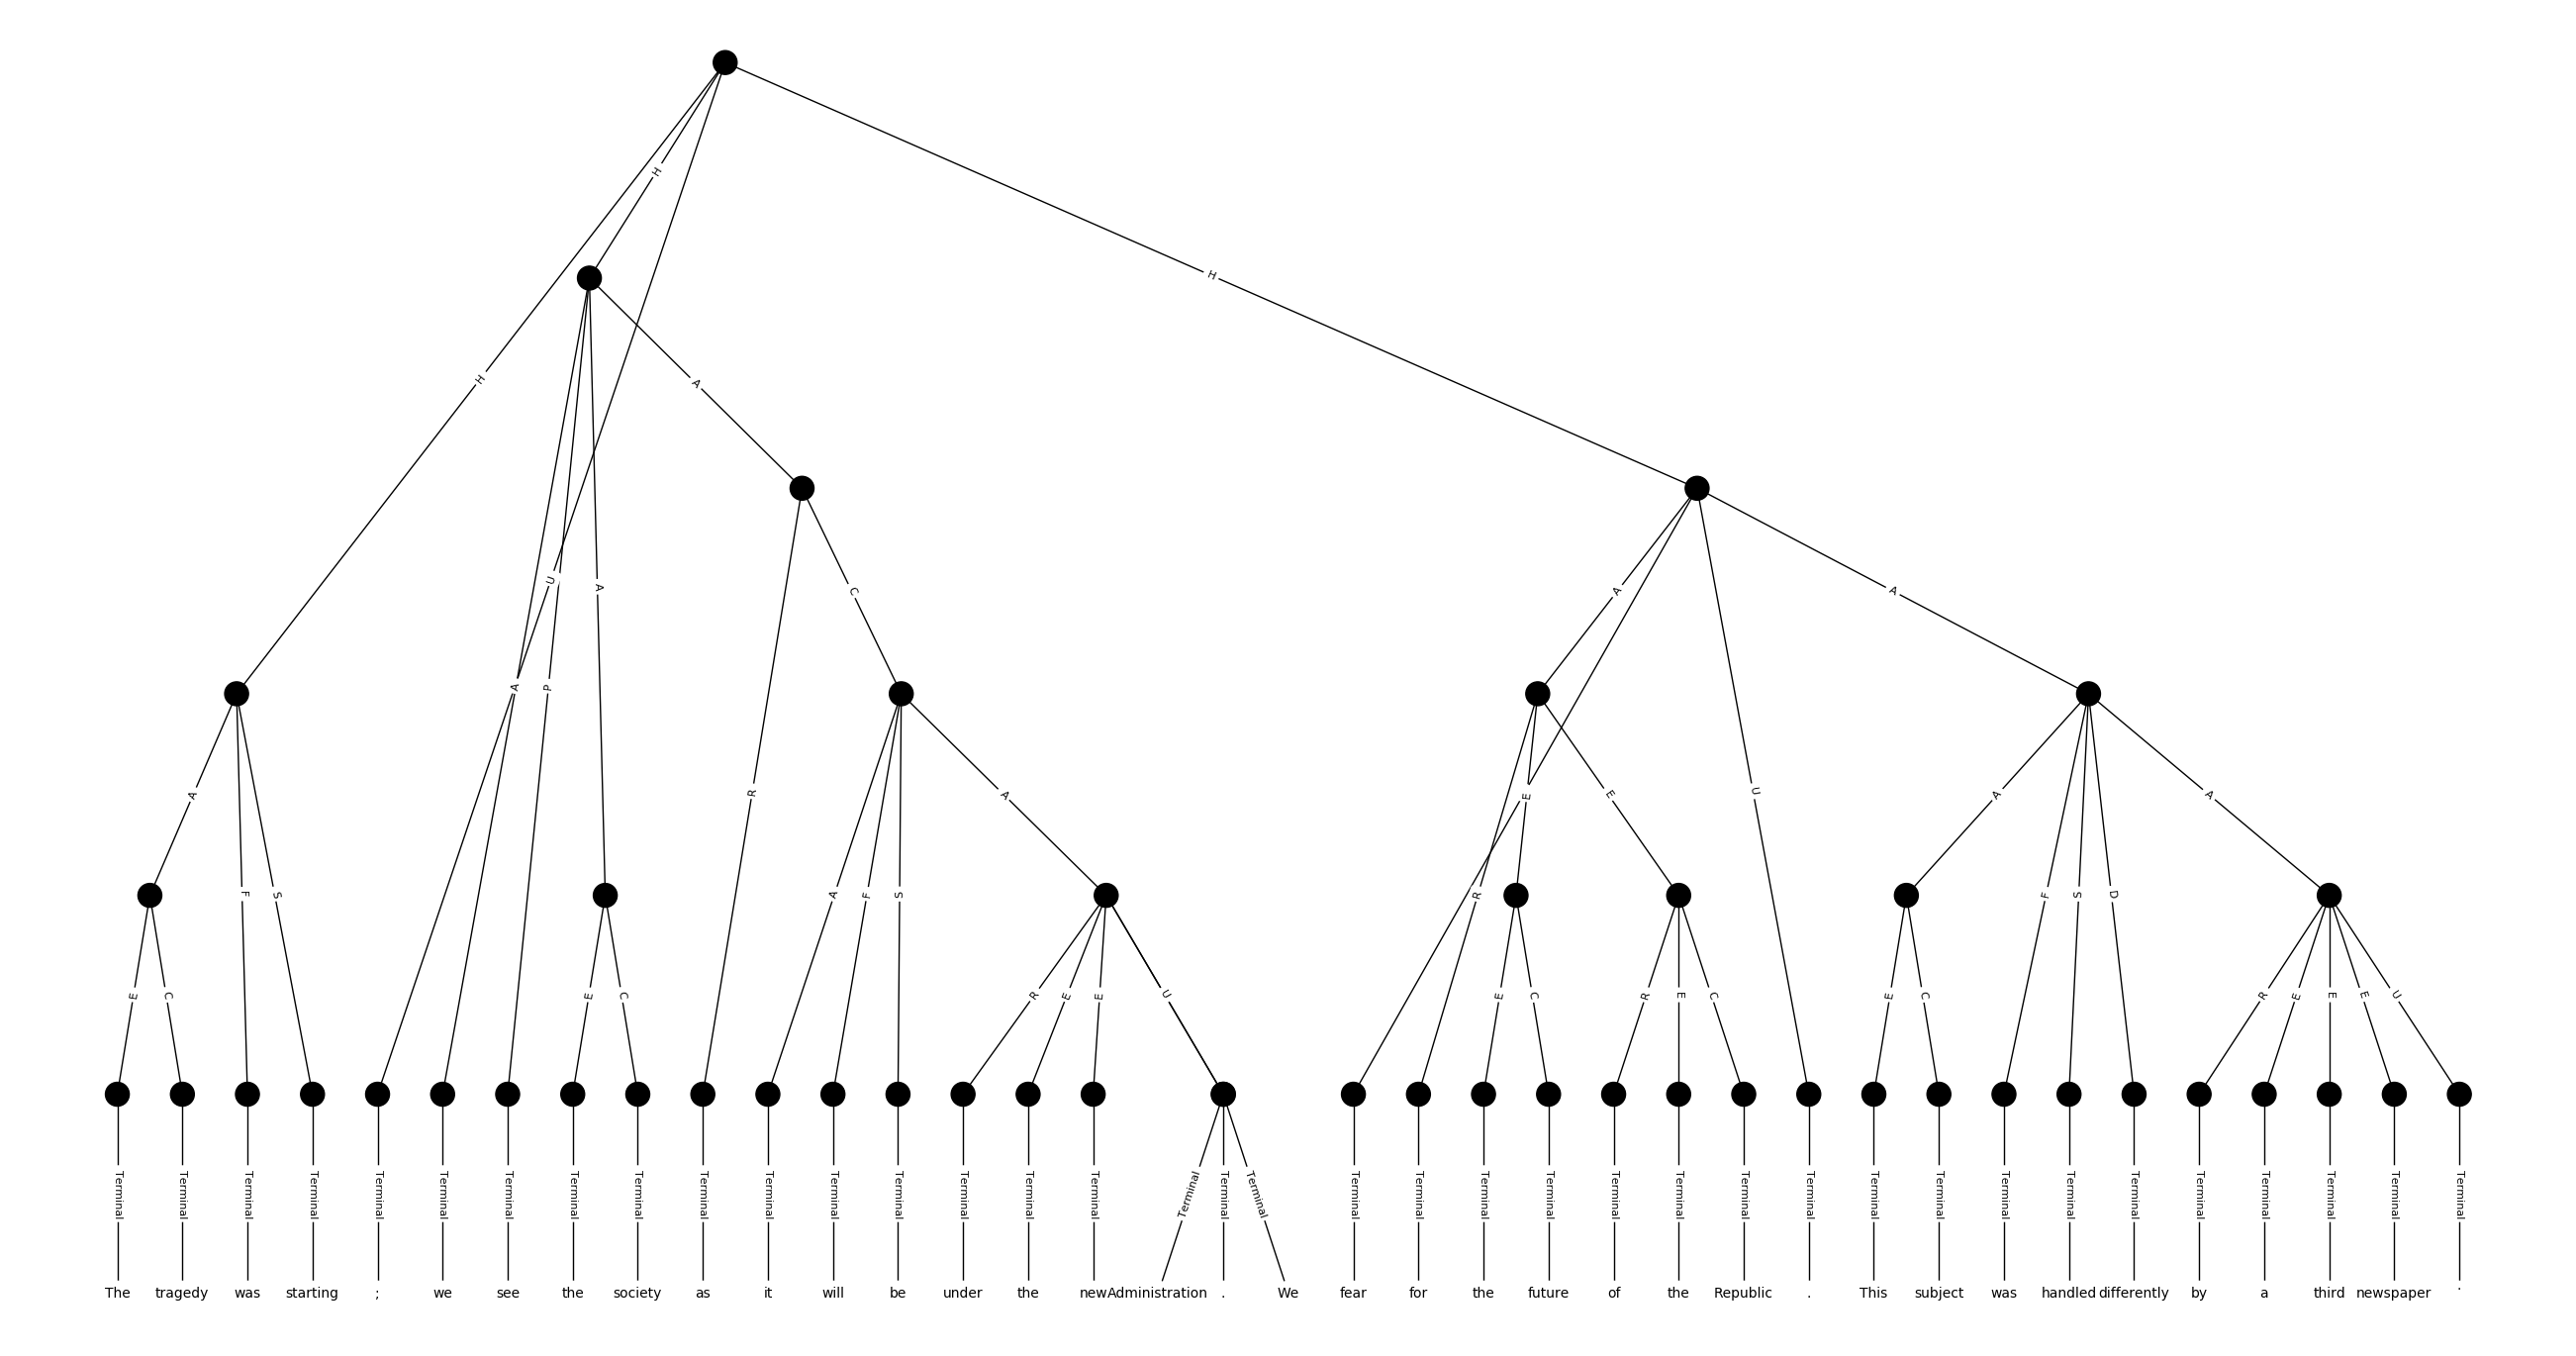 H
H
H
A
H
A
A
C
A
U
A
A
P
R
E
E
U
A
A
A
A
F
S
A
F
S
R
F
S
D
E
C
E
C
R
E
E
U
E
C
R
E
C
E
C
R
E
E
E
U
Terminal Terminal Terminal Terminal Terminal Terminal Terminal Terminal Terminal Terminal Terminal Terminal Terminal Terminal Terminal Terminal Terminal Terminal Terminal Terminal Terminal Terminal Terminal Terminal Terminal Terminal Terminal Terminal Terminal Terminal Terminal Terminal Terminal Terminal Terminal Terminal Terminal
The tragedy was starting ; we see the society as it will be under the new Administration . We fear for the future of the Republic . This subject was handled differently by a third newspaper .